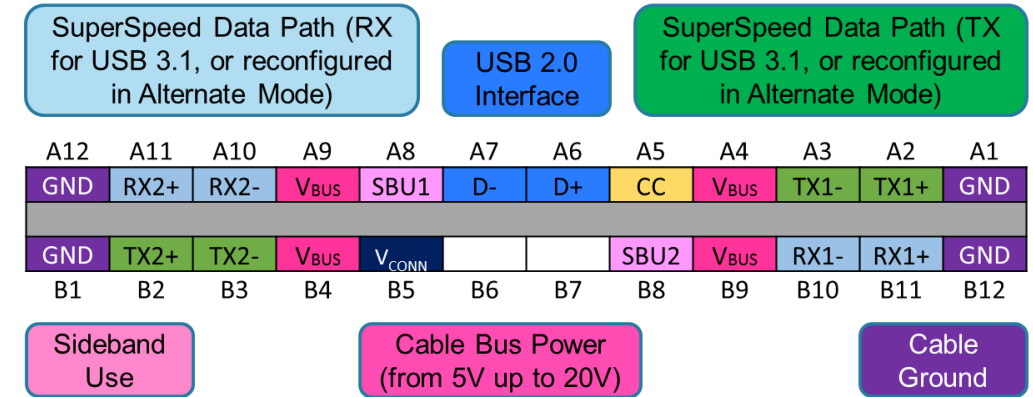 SuperSpeed Data Path (RX
for USB 3.1, or reconfigured
in Alternate Mode)
USB 2.0
Interface
SuperSpeed Data Path (TX
for USB 3.1, or reconfigured
in Alternate Mode)
A12 A11 A10 A9 A8 A7 A6 A5 A4 A3 A2 A1
GND RX2+ RX2- VBUS SBU1 D- D+ CC VBUS TX1- TX1+ GND
GND TX2+ TX2- VBUS VCONN SBU2 VBUS RX1- RX1+ GND
B1 B2 B3 B4 B5 B6 B7 B8 B9 B10 B11 B12
Sideband
Use
Cable Bus Power
(from 5V up to 20V)
Cable
Ground